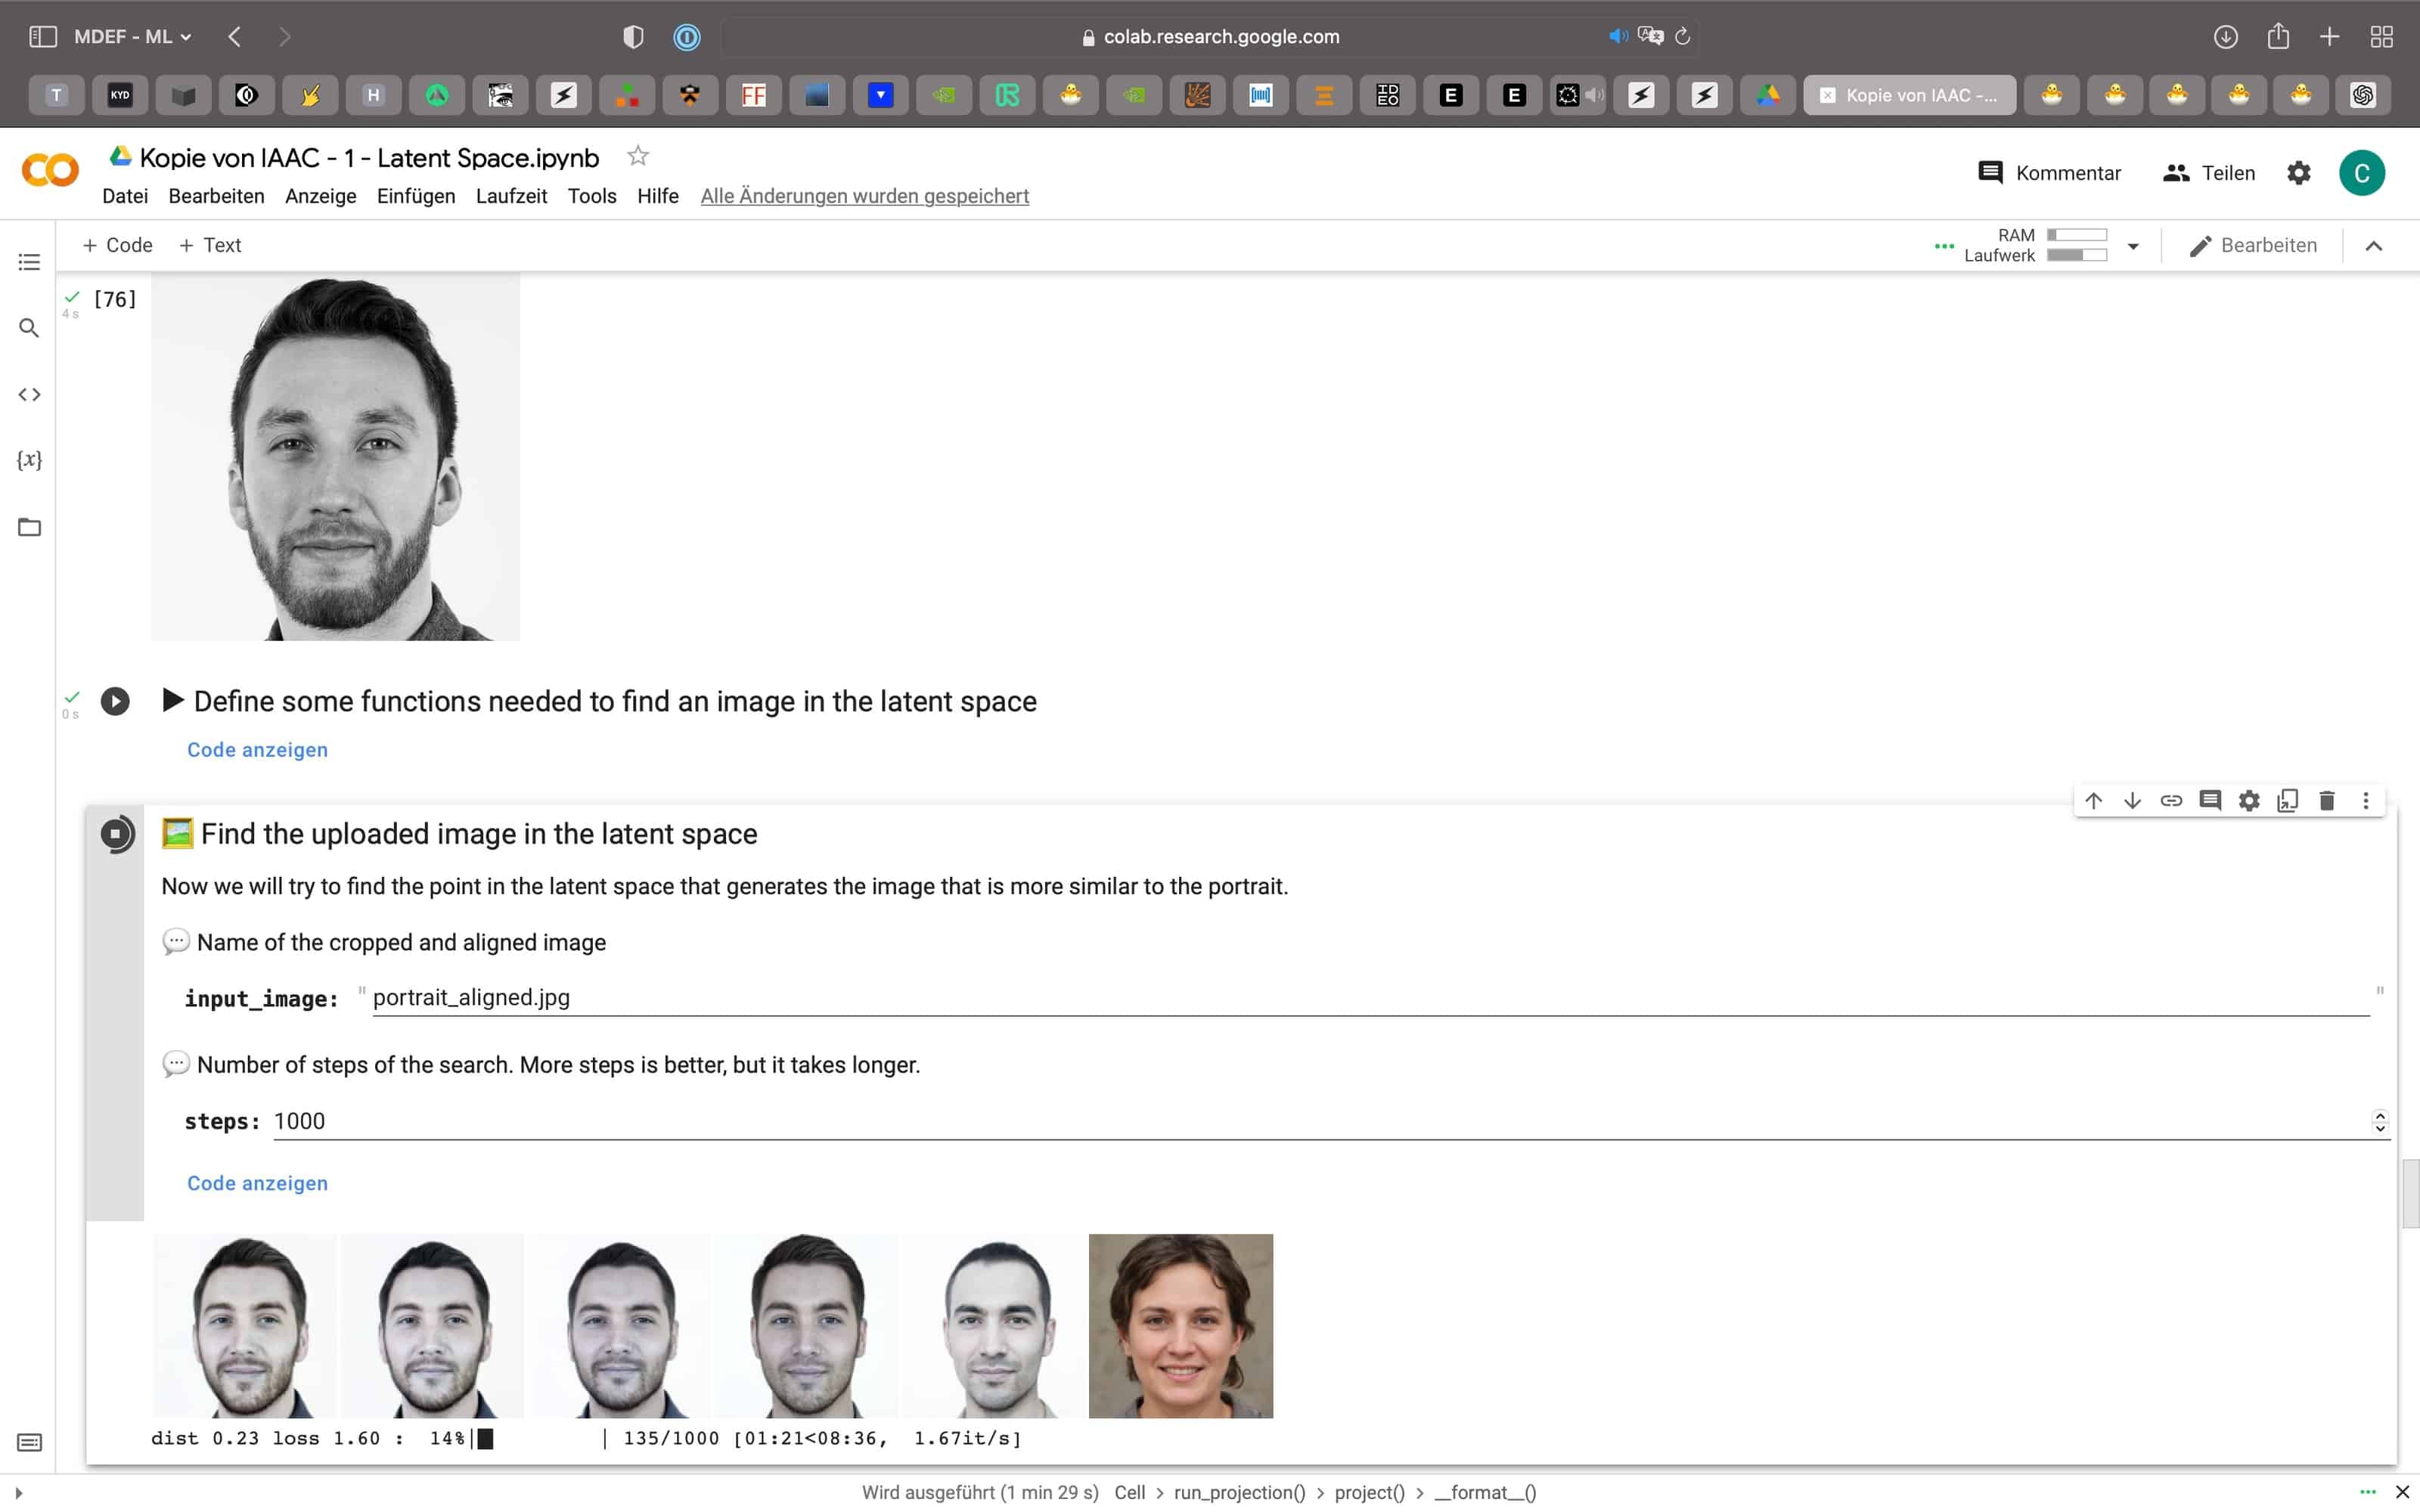 MDEF - ML
colab.research.google.com
T
KYD
H
FF
ID
EO
E
E
Kopie von IAAC -...
CO
Kopie von IAAC - 1 - Latent Space.ipynb
Kommentar
Teilen
C
Datei Bearbeiten Anzeige Einfügen Laufzeit Tools Hilfe Alle Änderungen wurden gespeichert
+ Code + Text
RAM
Laufwerk
Bearbeiten
[76]
4 s
{x}
Define some functions needed to find an image in the latent space
0 s
Code anzeigen
Find the uploaded image in the latent space
Now we will try to find the point in the latent space that generates the image that is more similar to the portrait.
Name of the cropped and aligned image
input_image: " portrait_aligned.jpg "
Number of steps of the search. More steps is better, but it takes longer.
steps: 1000
Code anzeigen
dist 0.23 loss 1.60 : 14%|█ | 135/1000 [01:21<08:36, 1.67it/s]
Wird ausgeführt (1 min 29 s) Cell > run_projection() > project() > __format__()